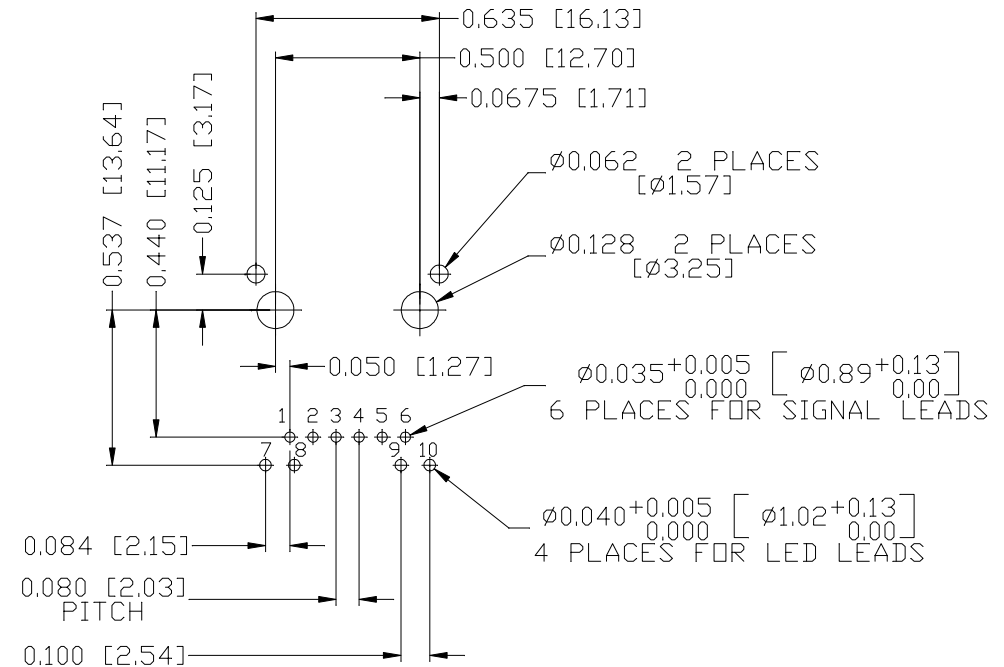 0.635 [16.13]
0.500 [12.70]
0.0675 [1.71]
0.537 [13.64]
0.440 [11.17]
0.125 [3.17]
Ø0.062 2 PLACES
[Ø1.57]
Ø0.128 2 PLACES
[Ø3.25]
0.050 [1.27]
Ø0.035+0.005 [Ø0.89+0.13]
0.000 0.00
6 PLACES FOR SIGNAL LEADS
1 2 3 4 5 6
7 8 9 10
Ø0.040+0.005 [Ø1.02+0.13]
0.000 0.00
4 PLACES FOR LED LEADS
0.084 [2.15]
0.080 [2.03]
PITCH
0.100 [2.54]